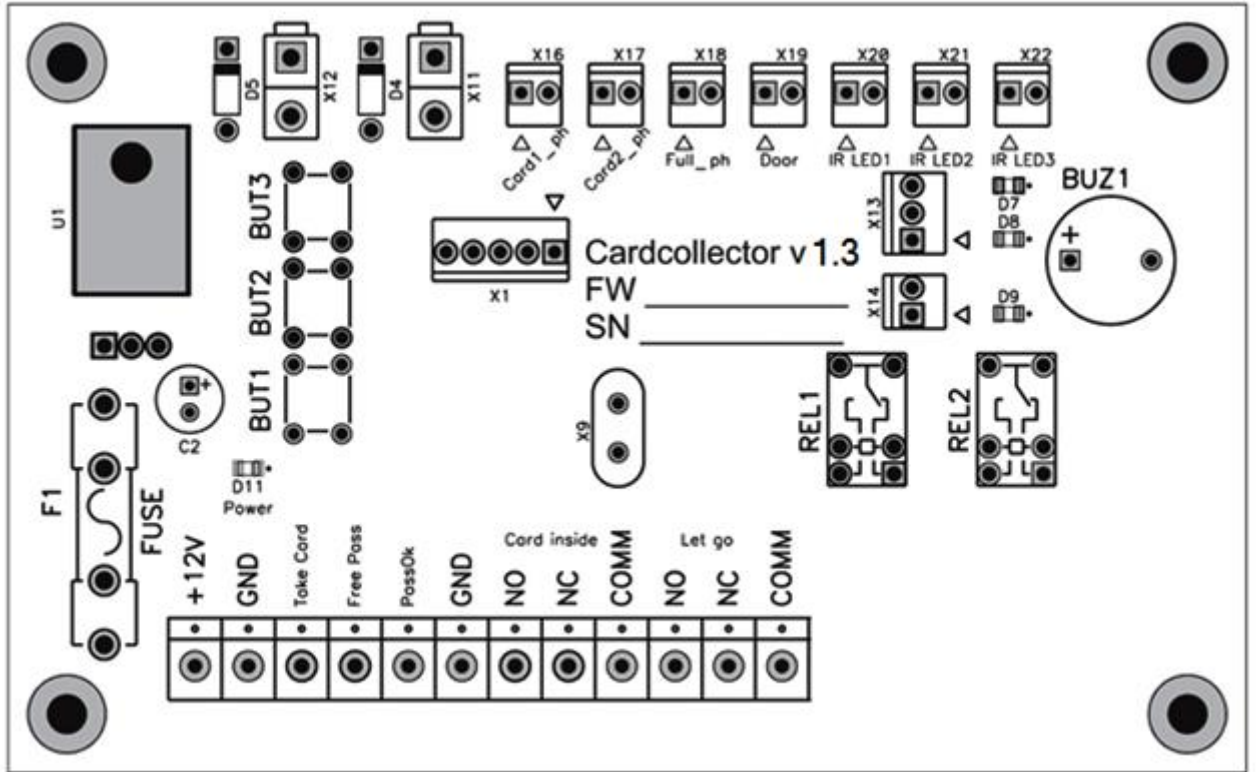 X16 X17 X18 X19 X20 X21 X22
D5 X12 D4 X11
Card1_ph Card2_ph Full_ph Door IR LED1 IR LED2 IR LED3
U1
BUT3
X13
D7
BUZ1
D8
+
Cardcollector v 1.3
X1
BUT2
FW
X14
D9
SN
BUT1
+
C2
X9
REL1
REL2
F1
FUSE
D11
Power
Card inside
Let go
+12V GND Take Card Free Pass PassOk GND NO NC COMM NO NC COMM